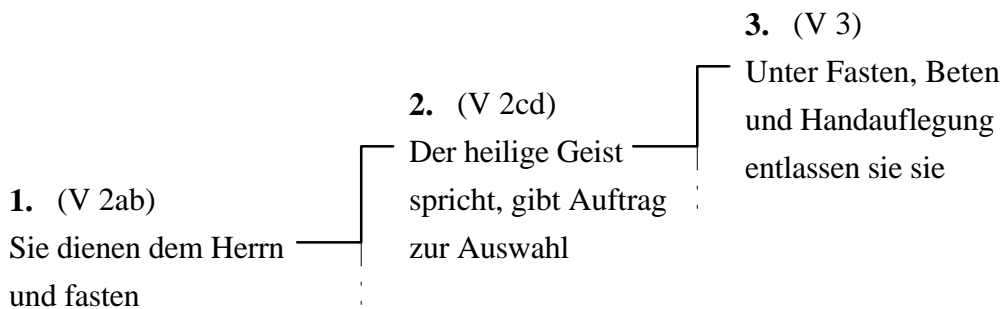 1. (V 2ab)
Sie dienen dem Herrn
und fasten
2. (V 2cd)
Der heilige Geist
spricht, gibt Auftrag
zur Auswahl
3. (V 3)
Unter Fasten, Beten
und Handauflegung
entlassen sie sie